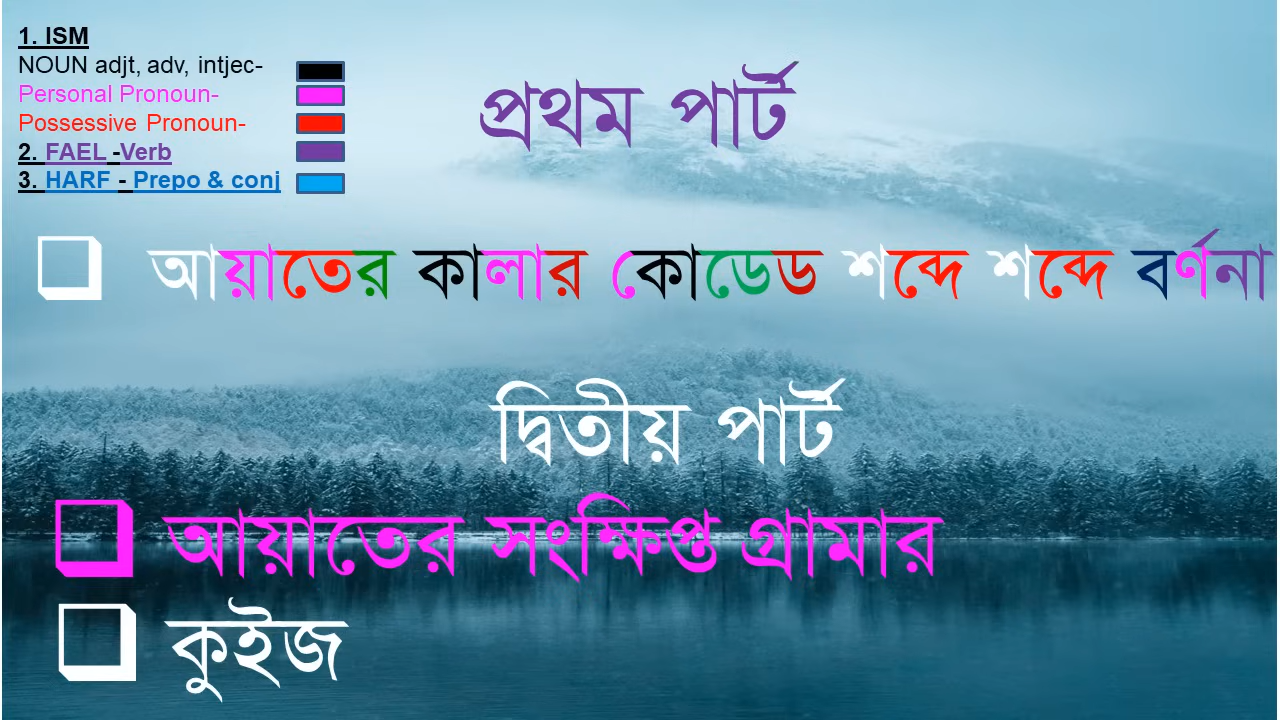 1. ISM
NOUN adjt, adv, intjec-
Personal Pronoun-
Possessive Pronoun-
2. FAEL -Verb
3. HARF - Prepo & conj
প্রথম পার্ট
আয়াতের কালার কোডেড শব্দে শব্দে বর্ণনা
দ্বিতীয় পার্ট
আয়াতের সংক্ষিপ্ত গ্রামার
কুইজ